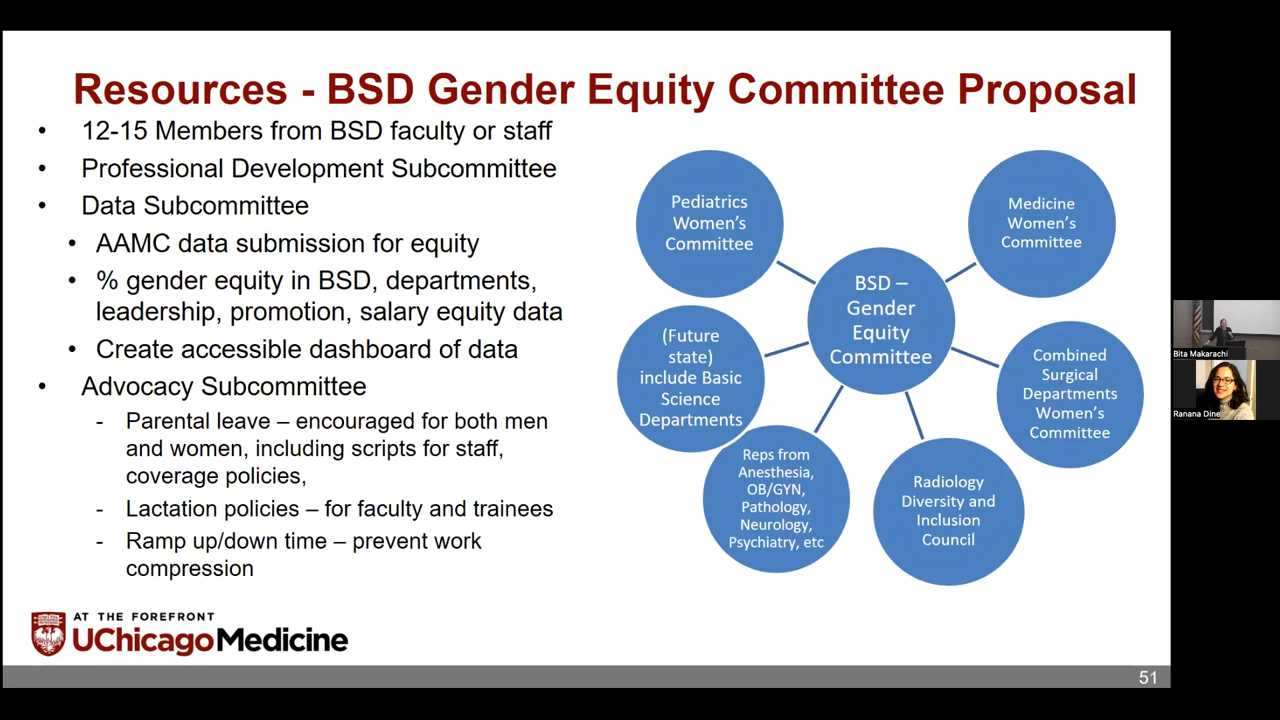 Resources - BSD Gender Equity Committee Proposal
• 12-15 Members from BSD faculty or staff
• Professional Development Subcommittee
• Data Subcommittee
• AAMC data submission for equity
• % gender equity in BSD, departments,
leadership, promotion, salary equity data
• Create accessible dashboard of data
• Advocacy Subcommittee
- Parental leave – encouraged for both men
and women, including scripts for staff,
coverage policies,
- Lactation policies – for faculty and trainees
- Ramp up/down time – prevent work
compression
Pediatrics
Women's
Committee
Medicine
Women's
Committee
BSD –
Gender
Equity
Committee
(Future
state)
include Basic
Science
Departments
Combined
Surgical
Departments
Women's
Committee
Reps from
Anesthesia,
OB/GYN,
Pathology,
Neurology,
Psychiatry, etc
Radiology
Diversity and
Inclusion
Council
AT THE FOREFRONT
UChicagoMedicine
51
Bita Makarachi
Ranana Dine